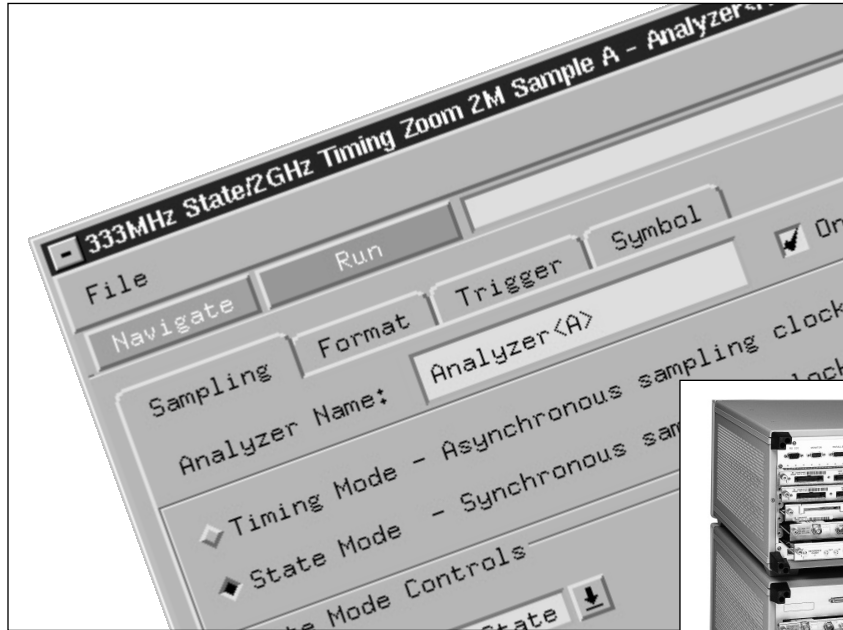 333MHz State/2GHz Timing Zoom 2M Sample A - Analyzer
File
Navigate Run
Sampling Format Trigger Symbol
Analyzer Name: Analyzer<A>
Timing Mode - Asynchronous sampling clock
State Mode - Synchronous
Mode Controls
State